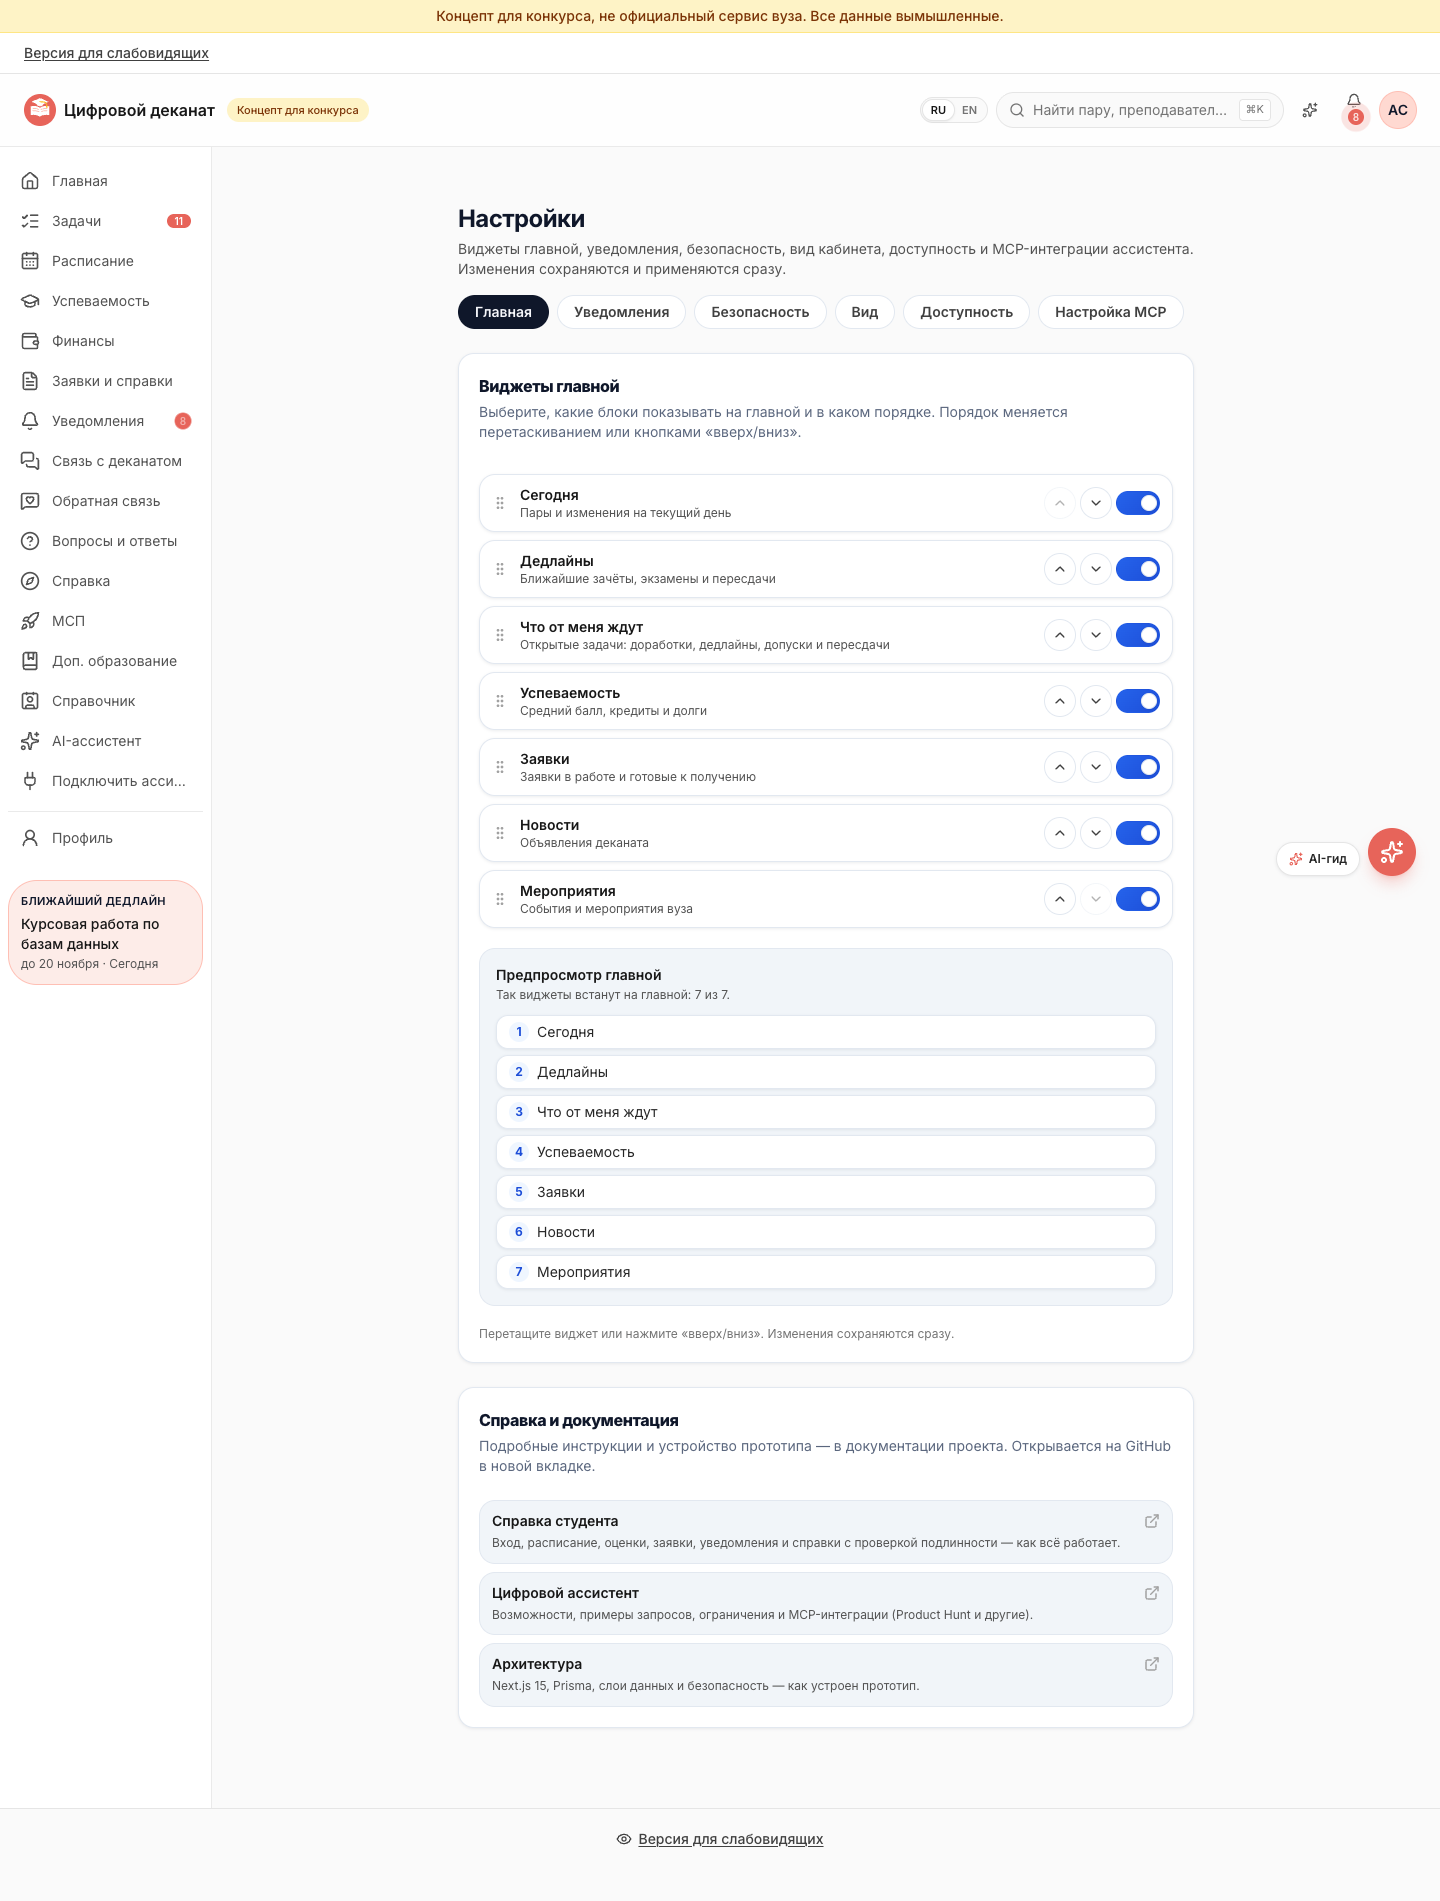 Концепт для конкурса, не официальный сервис вуза. Все данные вымышленные.
Версия для слабовидящих
Цифровой деканат
Концепт для конкурса
RU EN
Найти пару, преподавател...
⌘K
8
АС
Главная
Задачи 11
Расписание
Успеваемость
Финансы
Заявки и справки
Уведомления 8
Связь с деканатом
Обратная связь
Вопросы и ответы
Справка
МСП
Доп. образование
Справочник
AI-ассистент
Подключить асси...
Профиль
БЛИЖАЙШИЙ ДЕДЛАЙН
Курсовая работа по
базам данных
до 20 ноября · Сегодня
Настройки
Виджеты главной, уведомления, безопасность, вид кабинета, доступность и MCP-интеграции ассистента.
Изменения сохраняются и применяются сразу.
Главная
Уведомления
Безопасность
Вид
Доступность
Настройка MCP
Виджеты главной
Выберите, какие блоки показывать на главной и в каком порядке. Порядок меняется
перетаскиванием или кнопками «вверх/вниз».
Сегодня
Пары и изменения на текущий день
Дедлайны
Ближайшие зачёты, экзамены и пересдачи
Что от меня ждут
Открытые задачи: доработки, дедлайны, допуски и пересдачи
Успеваемость
Средний балл, кредиты и долги
Заявки
Заявки в работе и готовые к получению
Новости
Объявления деканата
Мероприятия
События и мероприятия вуза
Предпросмотр главной
Так виджеты встанут на главной: 7 из 7.
1 Сегодня
2 Дедлайны
3 Что от меня ждут
4 Успеваемость
5 Заявки
6 Новости
7 Мероприятия
Перетащите виджет или нажмите «вверх/вниз». Изменения сохраняются сразу.
Справка и документация
Подробные инструкции и устройство прототипа — в документации проекта. Открывается на GitHub
в новой вкладке.
Справка студента
Вход, расписание, оценки, заявки, уведомления и справки с проверкой подлинности — как всё работает.
Цифровой ассистент
Возможности, примеры запросов, ограничения и MCP-интеграции (Product Hunt и другие).
Архитектура
Next.js 15, Prisma, слои данных и безопасность — как устроен прототип.
AI-гид
Версия для слабовидящих